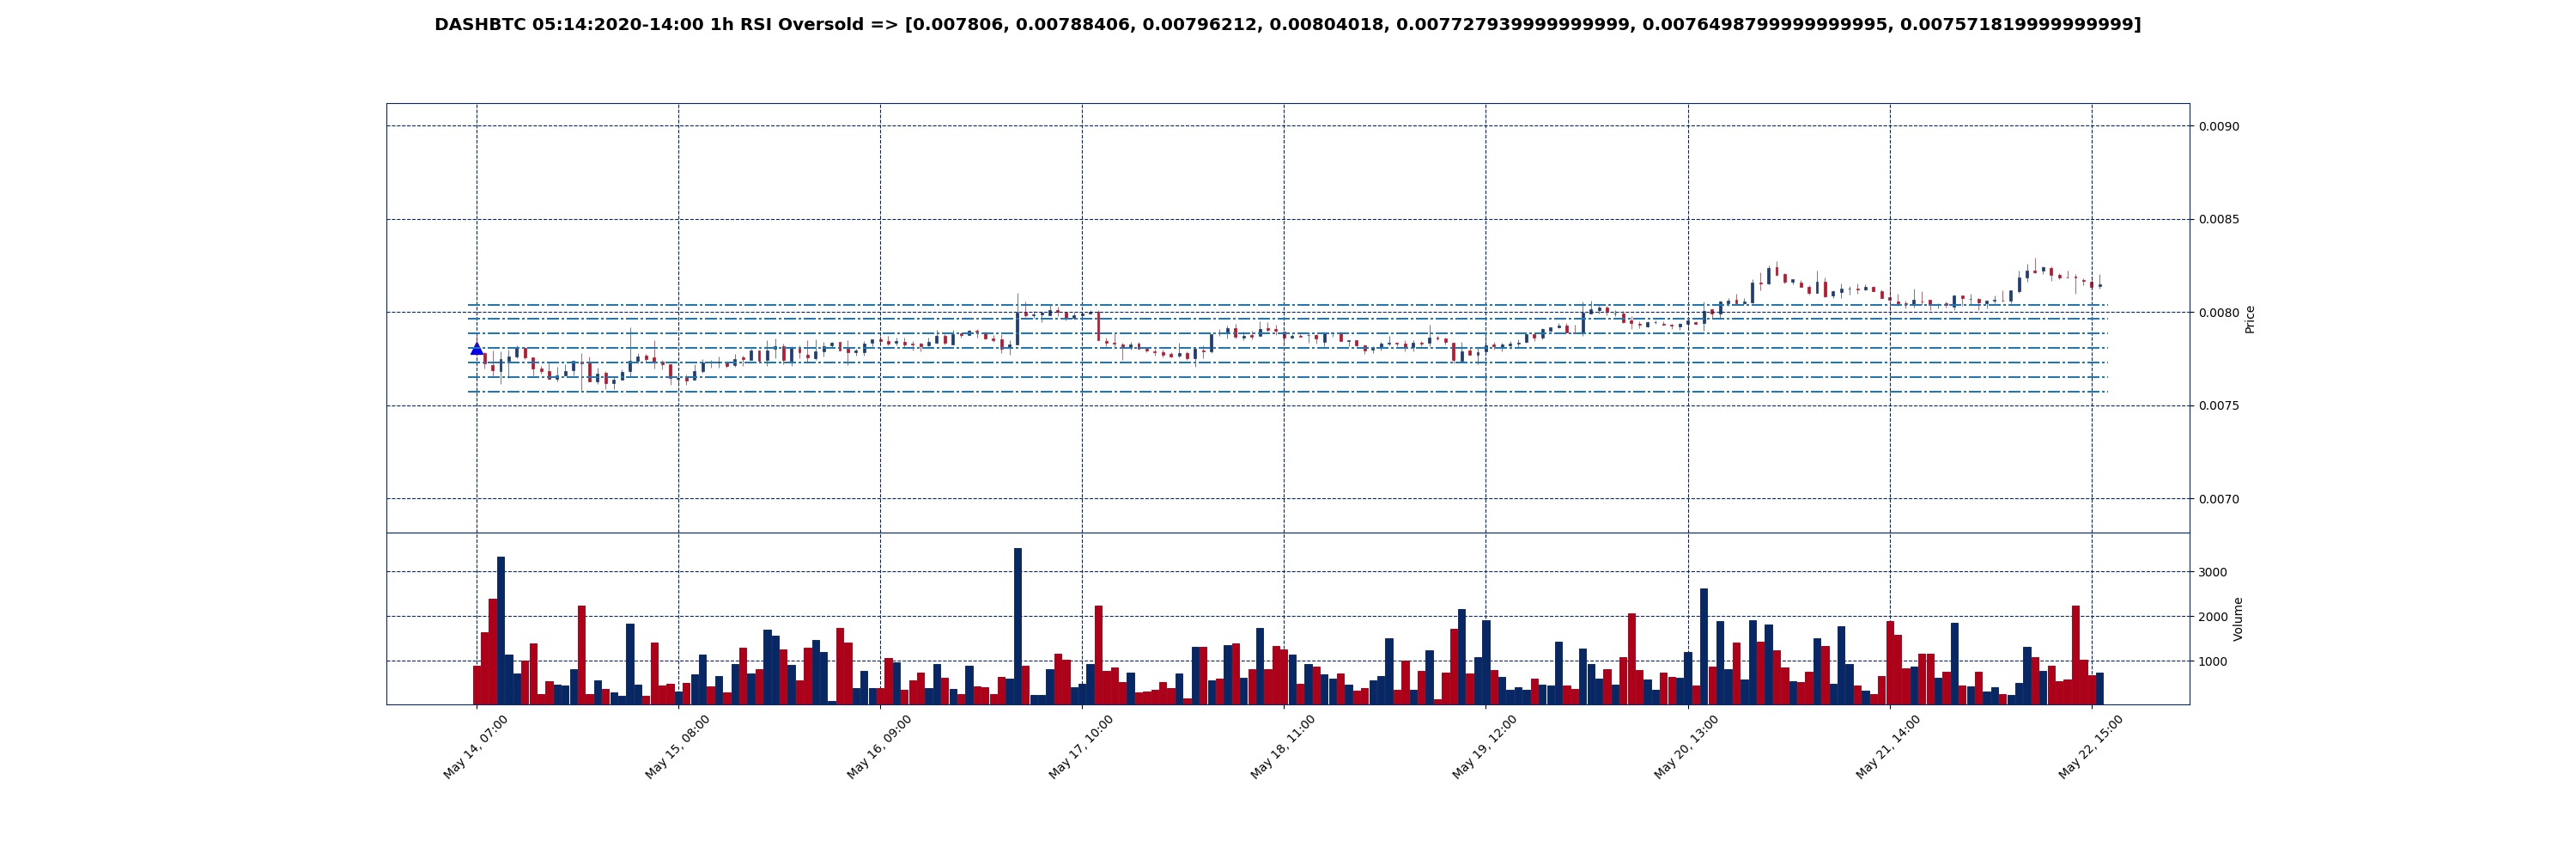 DASHBTC 05:14:2020-14:00 1h RSI Oversold => [0.007806, 0.00788406, 0.00796212, 0.00804018, 0.007727939999999999, 0.0076498799999999995, 0.007571819999999999]
0.0090
0.0085
0.0080
0.0075
0.0070
Price
3000
2000
1000
Volume
May 14, 07:00
May 15, 08:00
May 16, 09:00
May 17, 10:00
May 18, 11:00
May 19, 12:00
May 20, 13:00
May 21, 14:00
May 22, 15:00